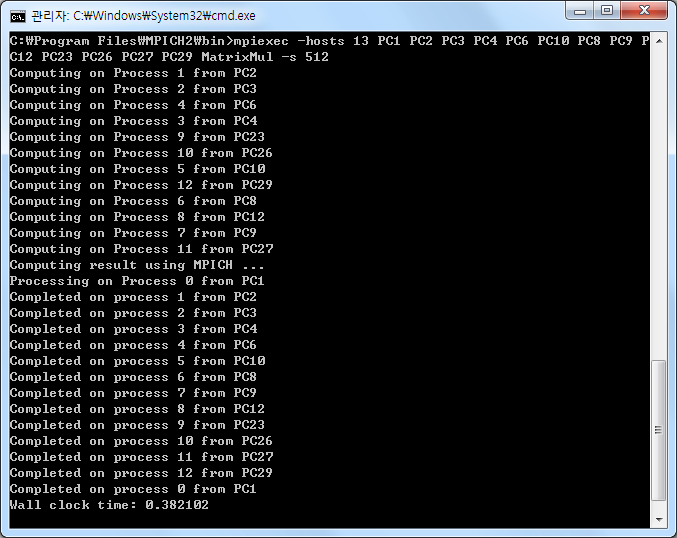 관리자: C:\Windows\System32\cmd.exe
C:₩Program Files₩MPICH2₩bin>mpiexec -hosts 13 PC1 PC2 PC3 PC4 PC6 PC10 PC8 PC9 P
C12 PC23 PC26 PC27 PC29 MatrixMul -s 512
Computing on Process 1 from PC2
Computing on Process 2 from PC3
Computing on Process 4 from PC6
Computing on Process 3 from PC4
Computing on Process 9 from PC23
Computing on Process 10 from PC26
Computing on Process 5 from PC10
Computing on Process 12 from PC29
Computing on Process 6 from PC8
Computing on Process 8 from PC12
Computing on Process 7 from PC9
Computing on Process 11 from PC27
Computing result using MPICH ...
Processing on Process 0 from PC1
Completed on process 1 from PC2
Completed on process 2 from PC3
Completed on process 3 from PC4
Completed on process 4 from PC6
Completed on process 5 from PC10
Completed on process 6 from PC8
Completed on process 7 from PC9
Completed on process 8 from PC12
Completed on process 9 from PC23
Completed on process 10 from PC26
Completed on process 11 from PC27
Completed on process 12 from PC29
Completed on process 0 from PC1
Wall clock time: 0.382102